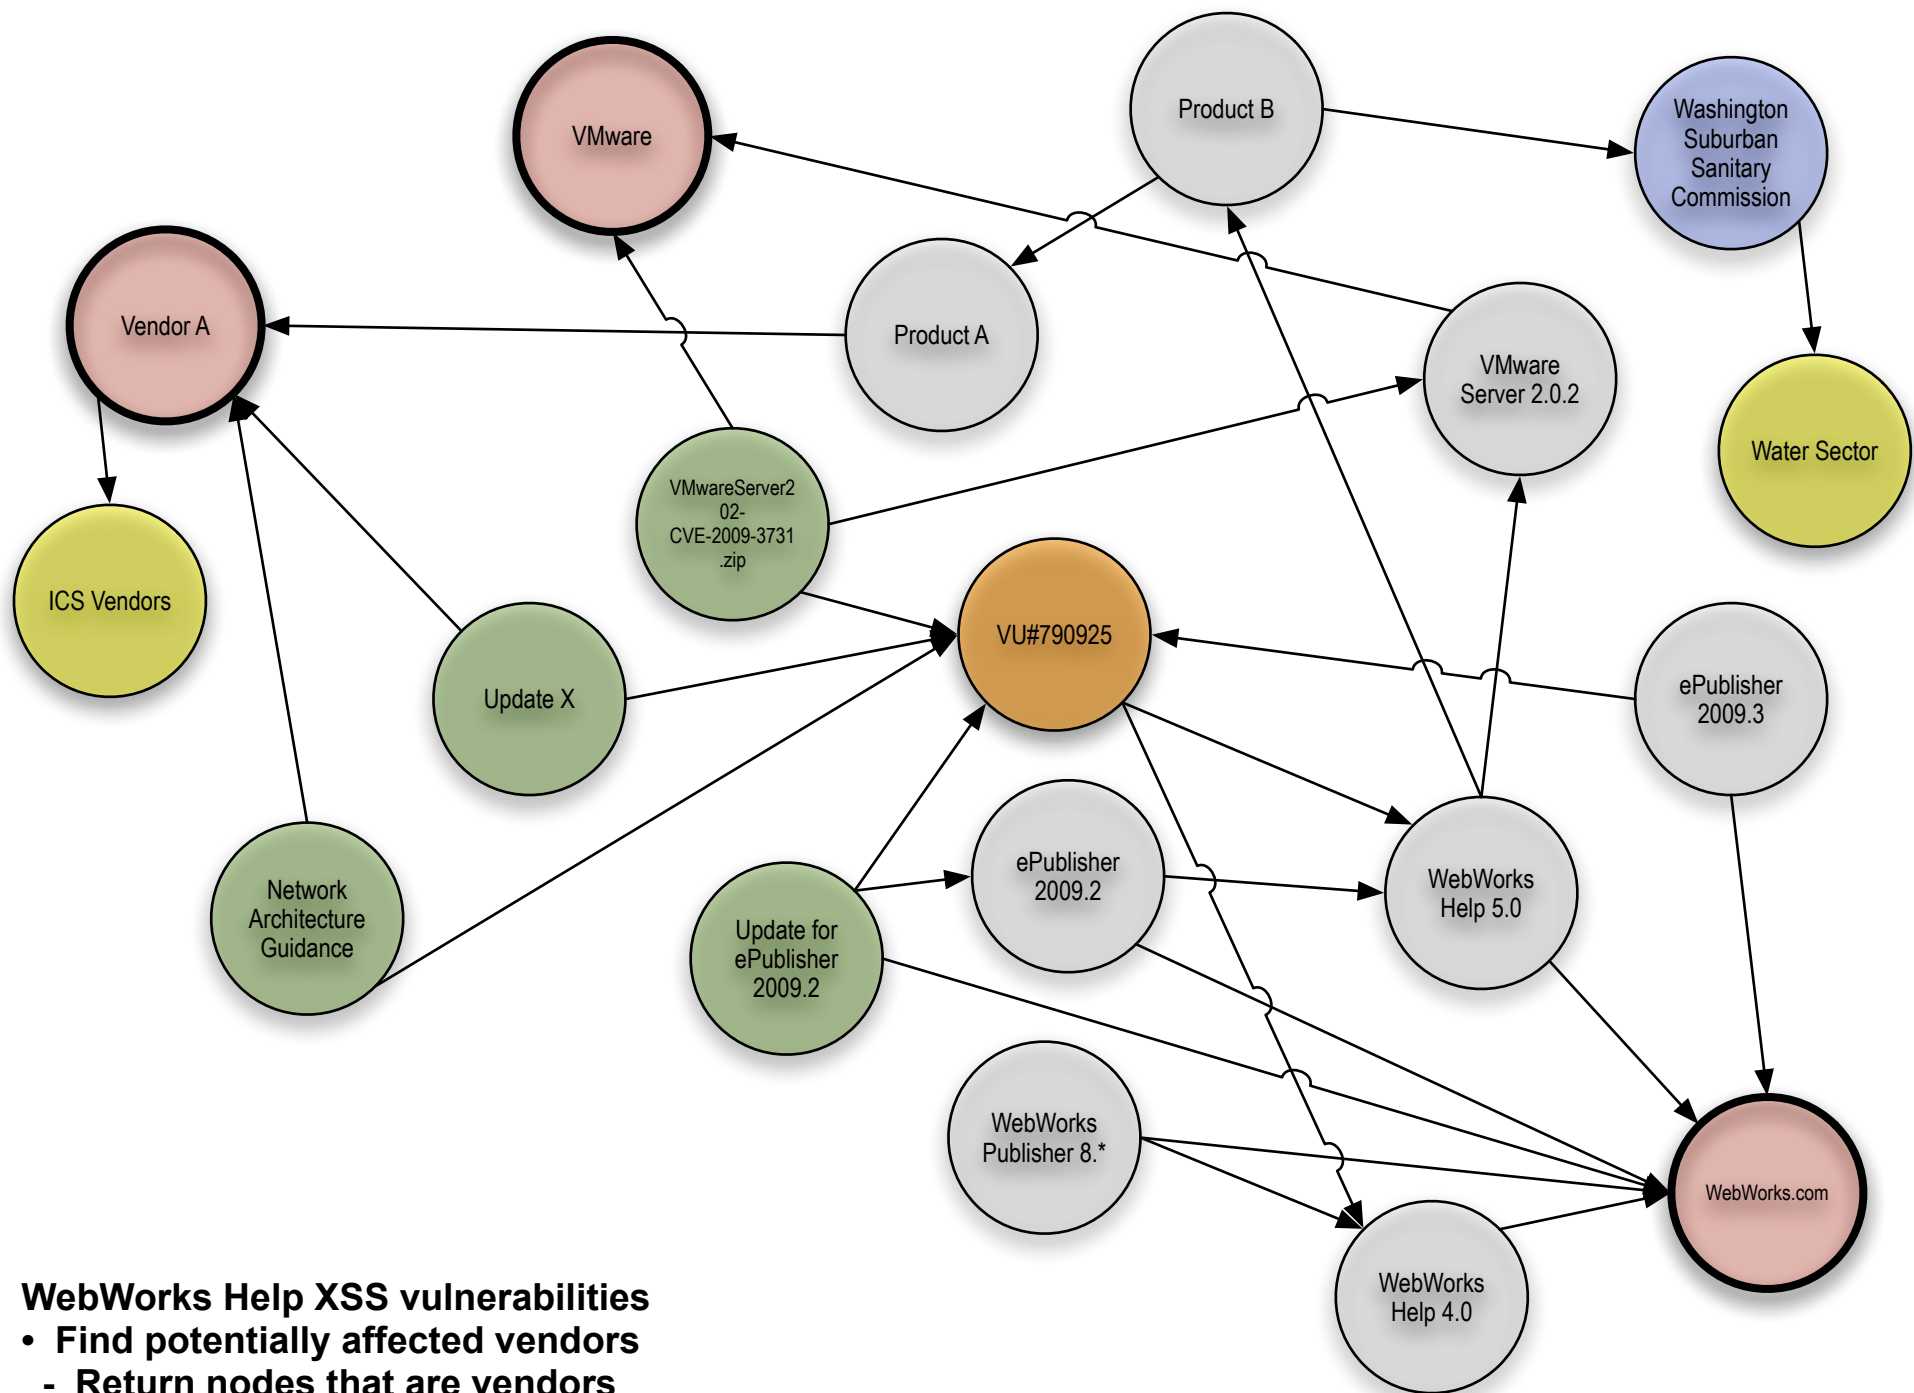 VMware
Product B
Washington
Suburban
Sanitary
Commission
Vendor A
Product A
VMware
Server 2.0.2
Water Sector
VMwareServer2
02-
CVE-2009-3731
.zip
ICS Vendors
Update X
VU#790925
ePublisher
2009.3
Network
Architecture
Guidance
Update for
ePublisher
2009.2
ePublisher
2009.2
WebWorks
Help 5.0
WebWorks
Publisher 8.*
WebWorks.com
WebWorks
Help 4.0
WebWorks Help XSS vulnerabilities
• Find potentially affected vendors
- Return nodes that are vendors